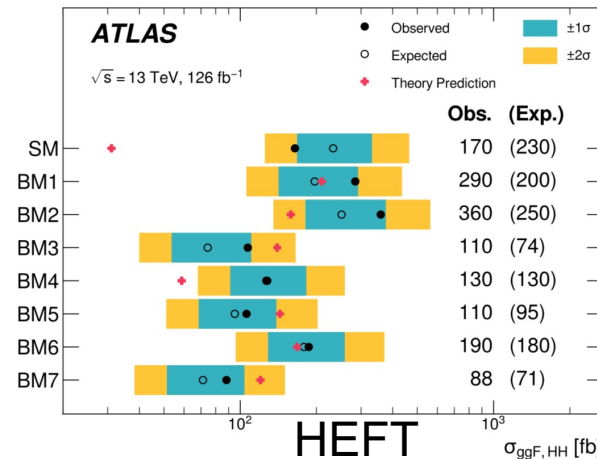 ATLAS
√s = 13 TeV, 126 fb⁻¹
Observed
Expected
Theory Prediction
±1σ
±2σ
Obs. (Exp.)
SM 170 (230)
BM1 290 (200)
BM2 360 (250)
BM3 110 (74)
BM4 130 (130)
BM5 110 (95)
BM6 190 (180)
BM7 88 (71)
10² 10³
HEFT
σggF, HH [fb]